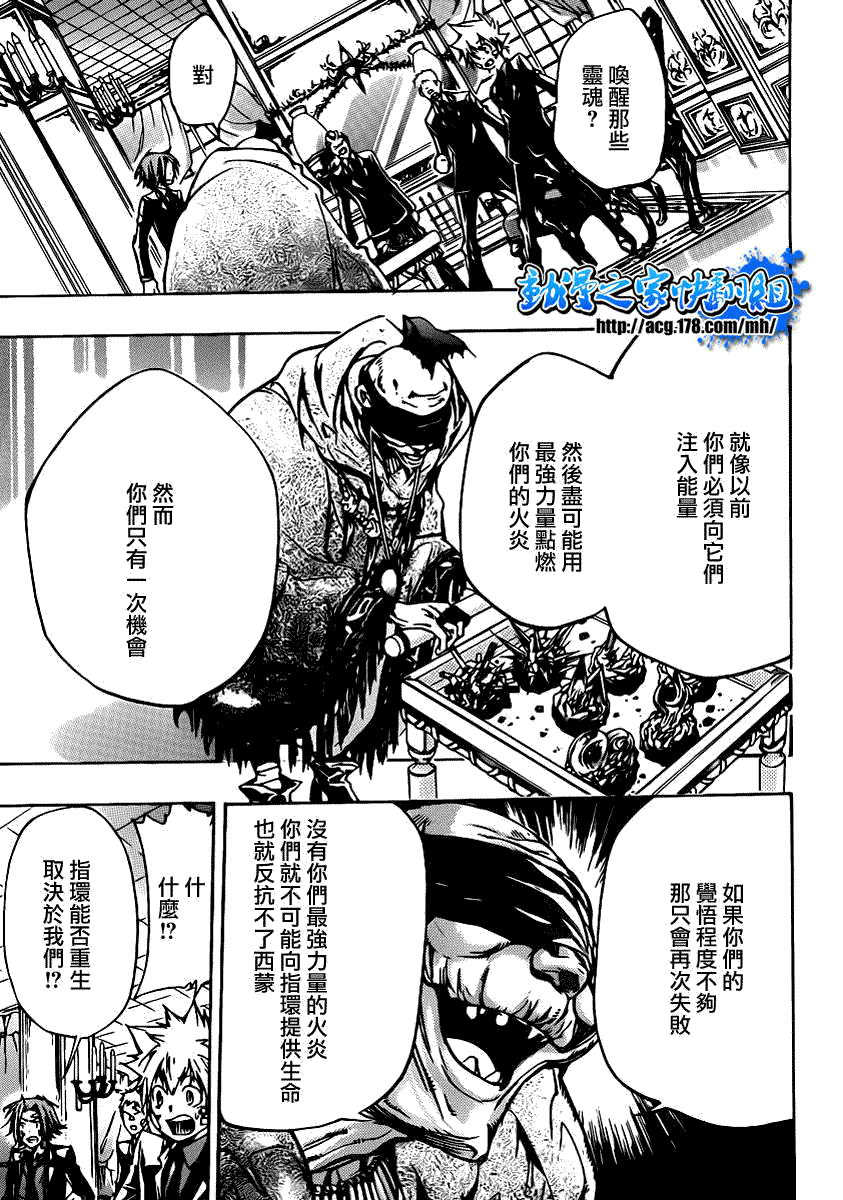 喚醒那些
靈魂？
對
動漫之家快翻組
http://acg.178.com/mh/
就像以前
你們必須向它們
注入能量
然後盡可能用
最強力量點燃
你們的火炎
然而
你們只有一次機會
如果你們的
覺悟程度不夠
那只會再次失敗
沒有你們最強力量的火炎
你們就不可能向指環提供生命
也就反抗不了西蒙
什
什麼!?
指環能否重生
取決於我們!?